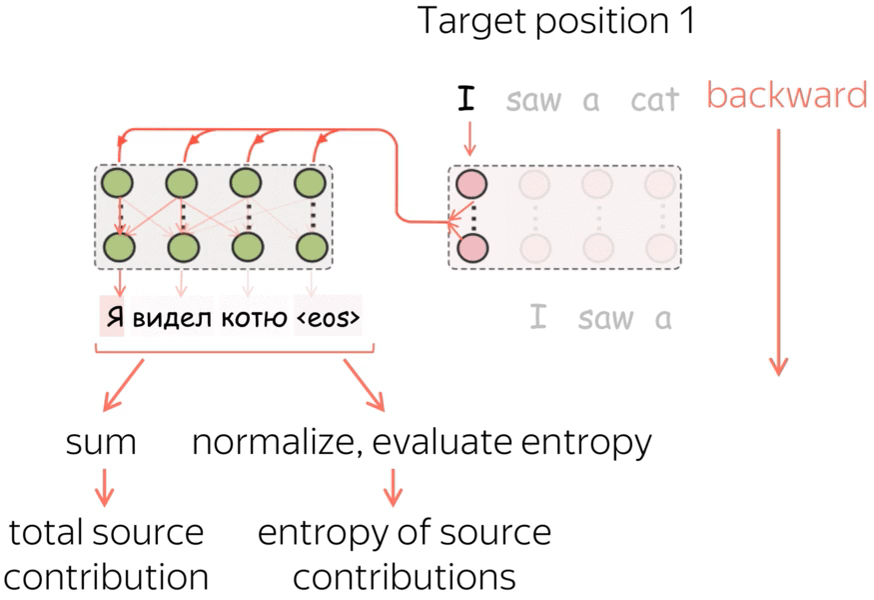 Target position 1
I saw a cat backward
Я видел котю <eos>
I saw a
sum normalize, evaluate entropy
total source
contribution
entropy of source
contributions